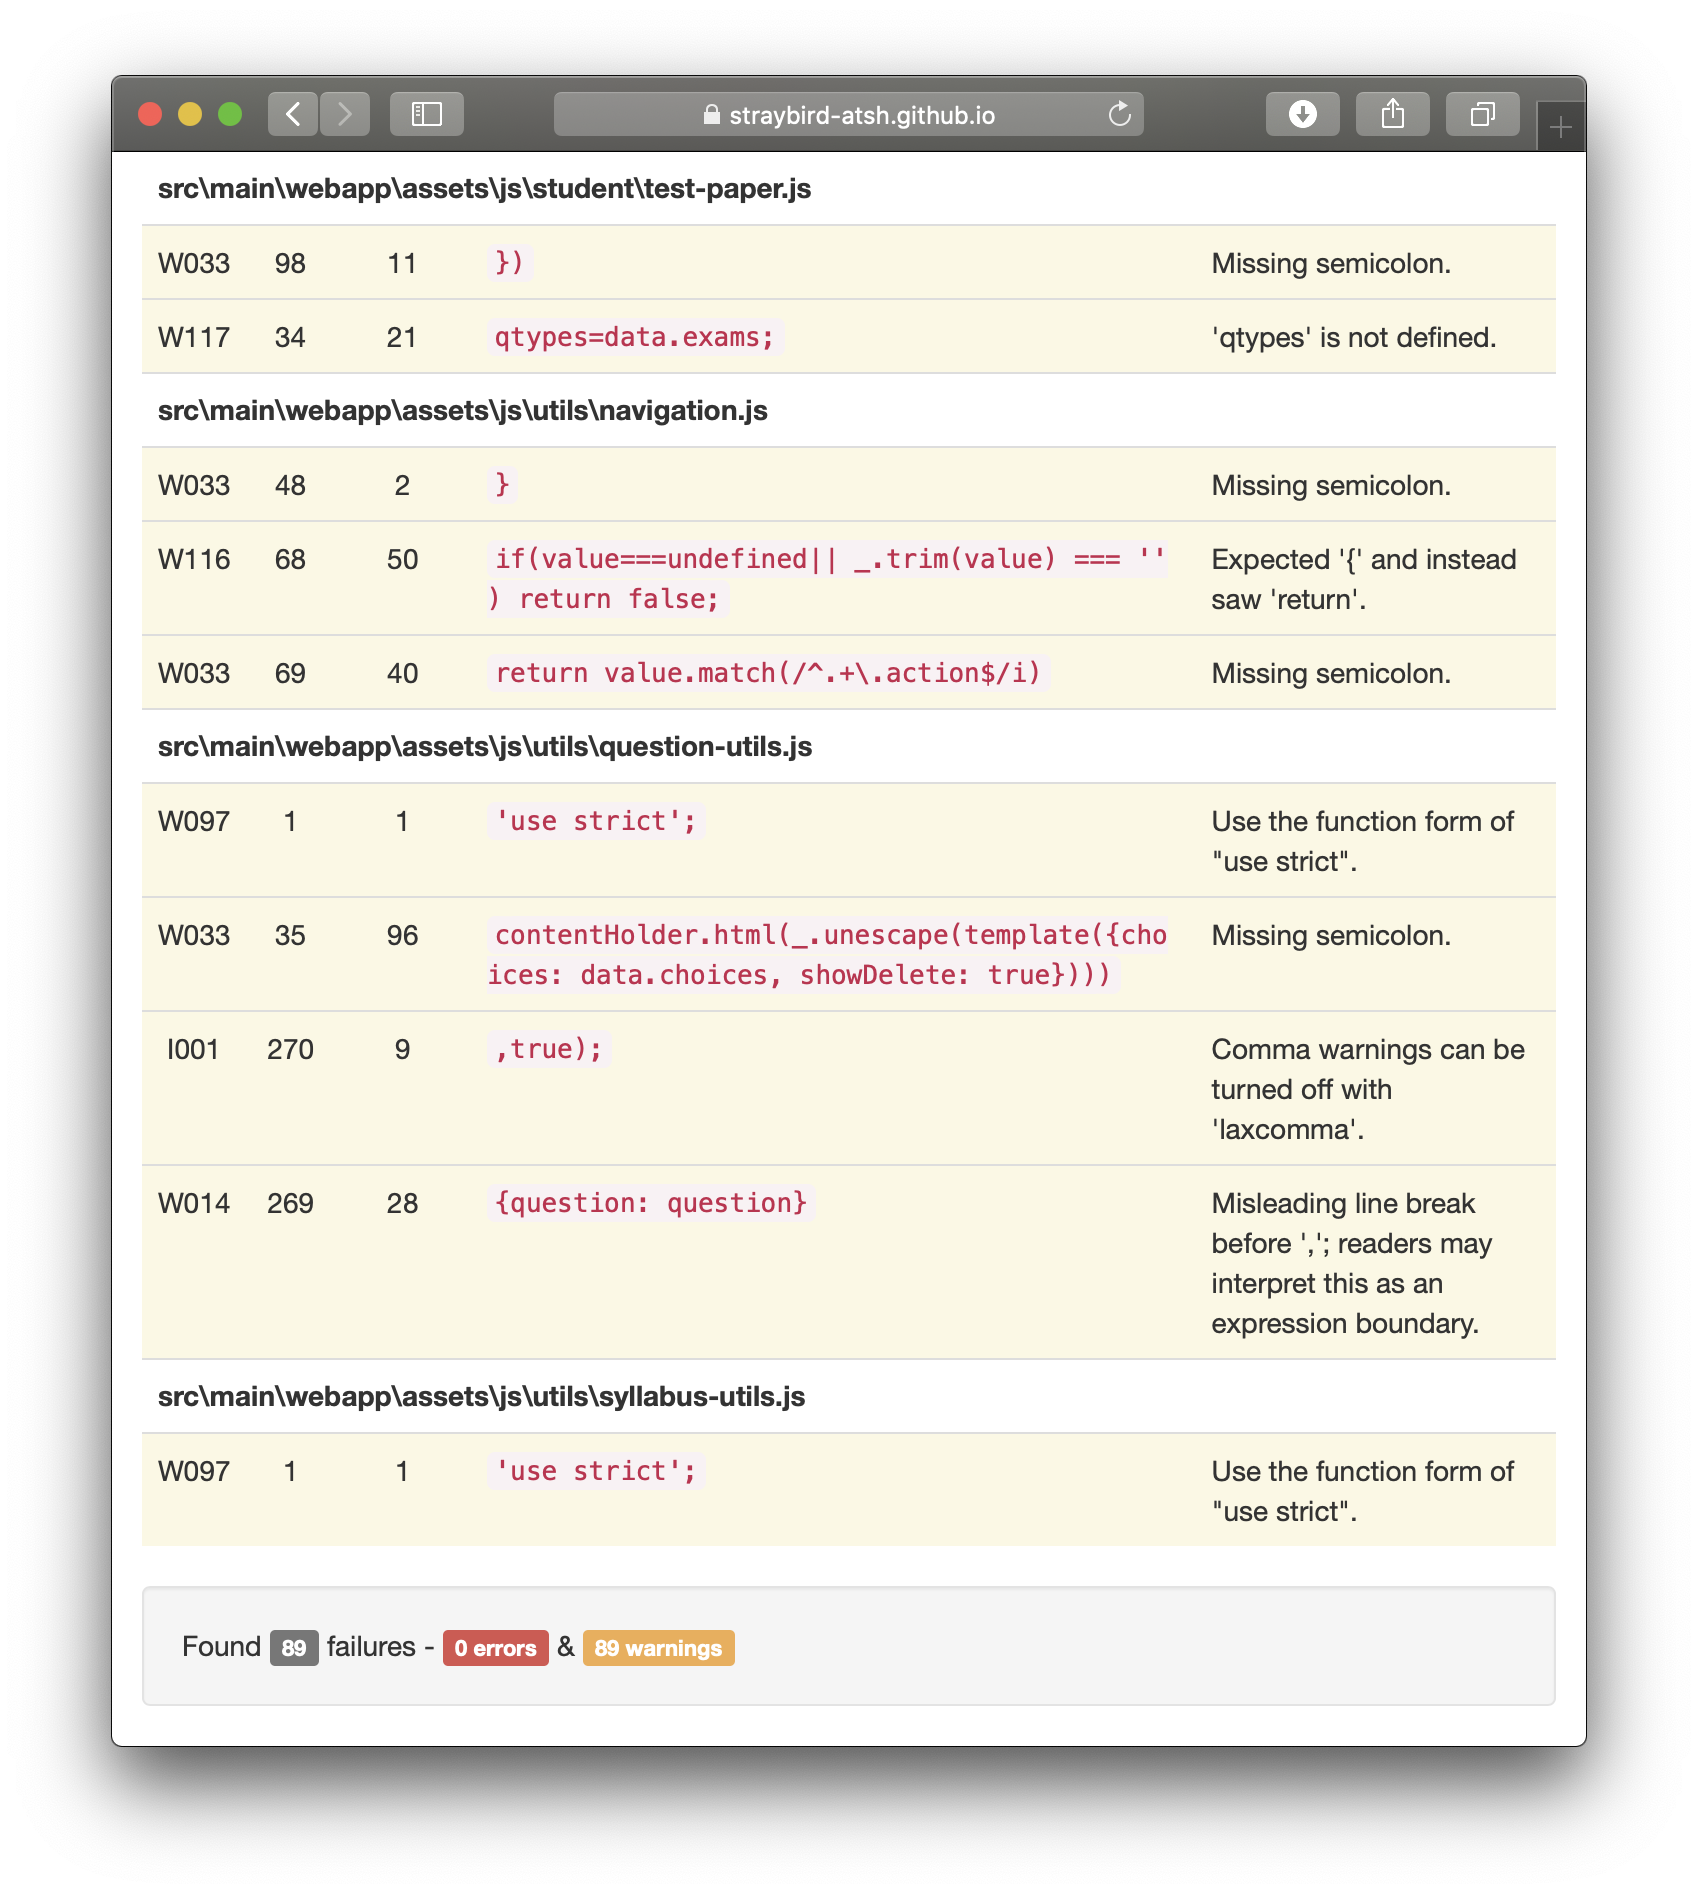 straybird-atsh.github.io
src\main\webapp\assets\js\student\test-paper.js
W033 98 11 }) Missing semicolon.
W117 34 21 qtypes=data.exams; 'qtypes' is not defined.
src\main\webapp\assets\js\utils\navigation.js
W033 48 2 } Missing semicolon.
W116 68 50 if(value===undefined|| _.trim(value) === '' Expected '{' and instead
) return false; saw 'return'.
W033 69 40 return value.match(/^.+\.action$/i) Missing semicolon.
src\main\webapp\assets\js\utils\question-utils.js
W097 1 1 'use strict'; Use the function form of
"use strict".
W033 35 96 contentHolder.html(_.unescape(template({cho Missing semicolon.
ices: data.choices, showDelete: true})))
I001 270 9 ,true); Comma warnings can be
turned off with
'laxcomma'.
W014 269 28 {question: question} Misleading line break
before ','; readers may
interpret this as an
expression boundary.
src\main\webapp\assets\js\utils\syllabus-utils.js
W097 1 1 'use strict'; Use the function form of
"use strict".
Found 89 failures - 0 errors & 89 warnings